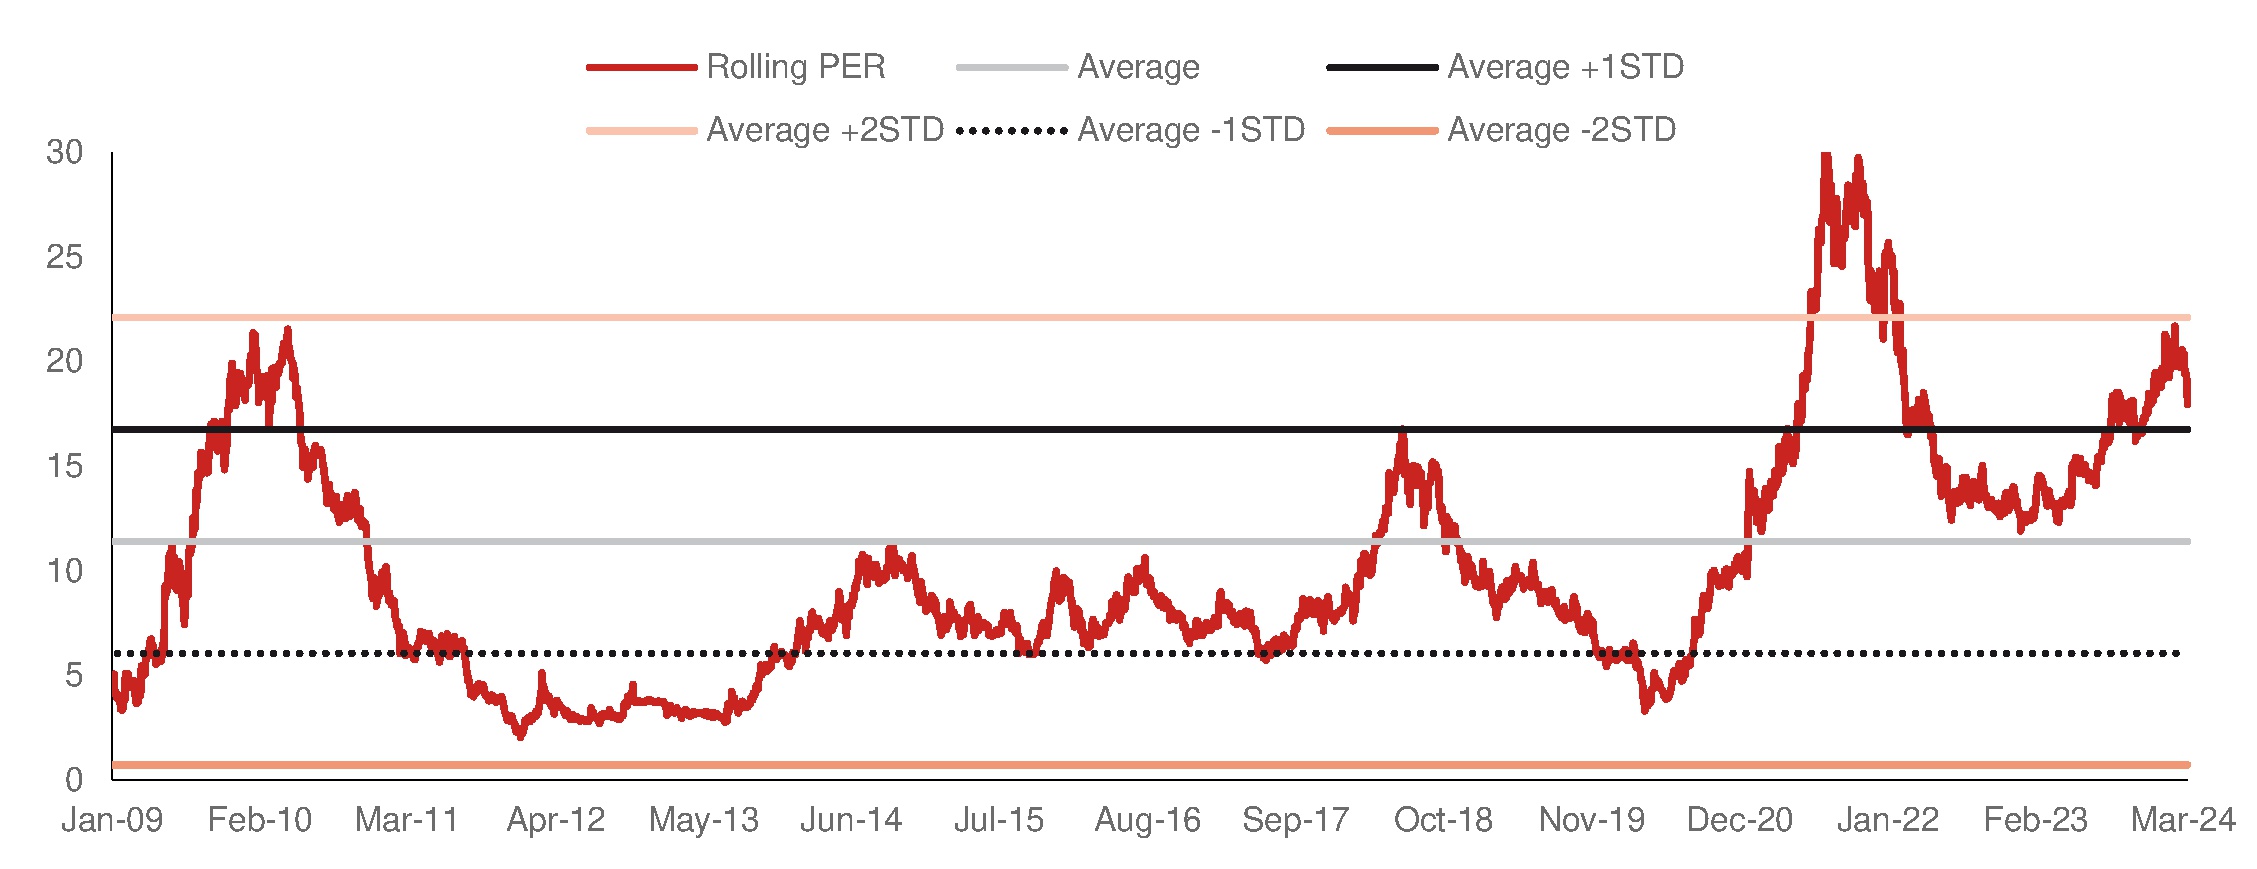 Rolling PER Average Average +1STD
Average +2STD Average -1STD Average -2STD
30
25
20
15
10
5
0
Jan-09 Feb-10 Mar-11 Apr-12 May-13 Jun-14 Jul-15 Aug-16 Sep-17 Oct-18 Nov-19 Dec-20 Jan-22 Feb-23 Mar-24